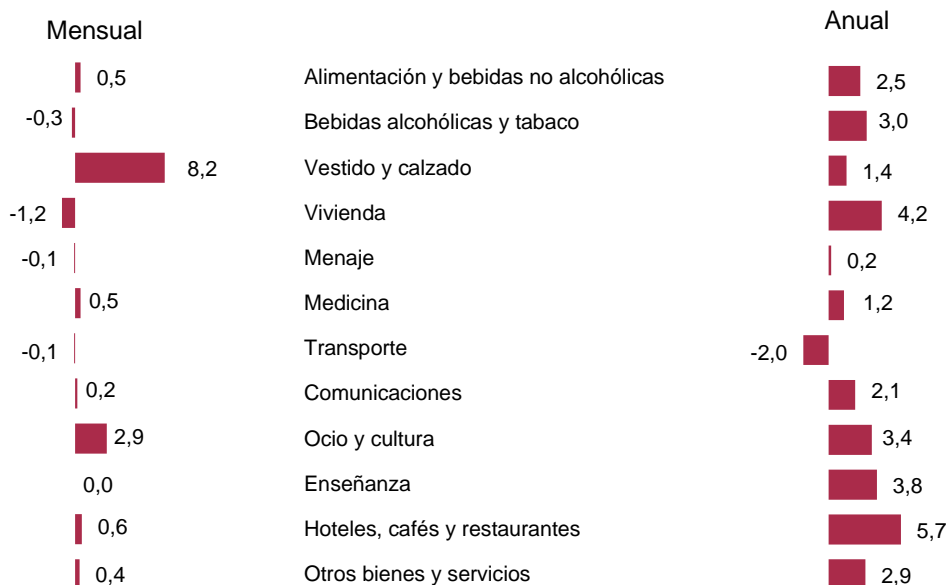 Mensual Anual
0,5 Alimentación y bebidas no alcohólicas 2,5
-0,3 Bebidas alcohólicas y tabaco 3,0
8,2 Vestido y calzado 1,4
-1,2 Vivienda 4,2
-0,1 Menaje 0,2
0,5 Medicina 1,2
-0,1 Transporte -2,0
0,2 Comunicaciones 2,1
2,9 Ocio y cultura 3,4
0,0 Enseñanza 3,8
0,6 Hoteles, cafés y restaurantes 5,7
0,4 Otros bienes y servicios 2,9